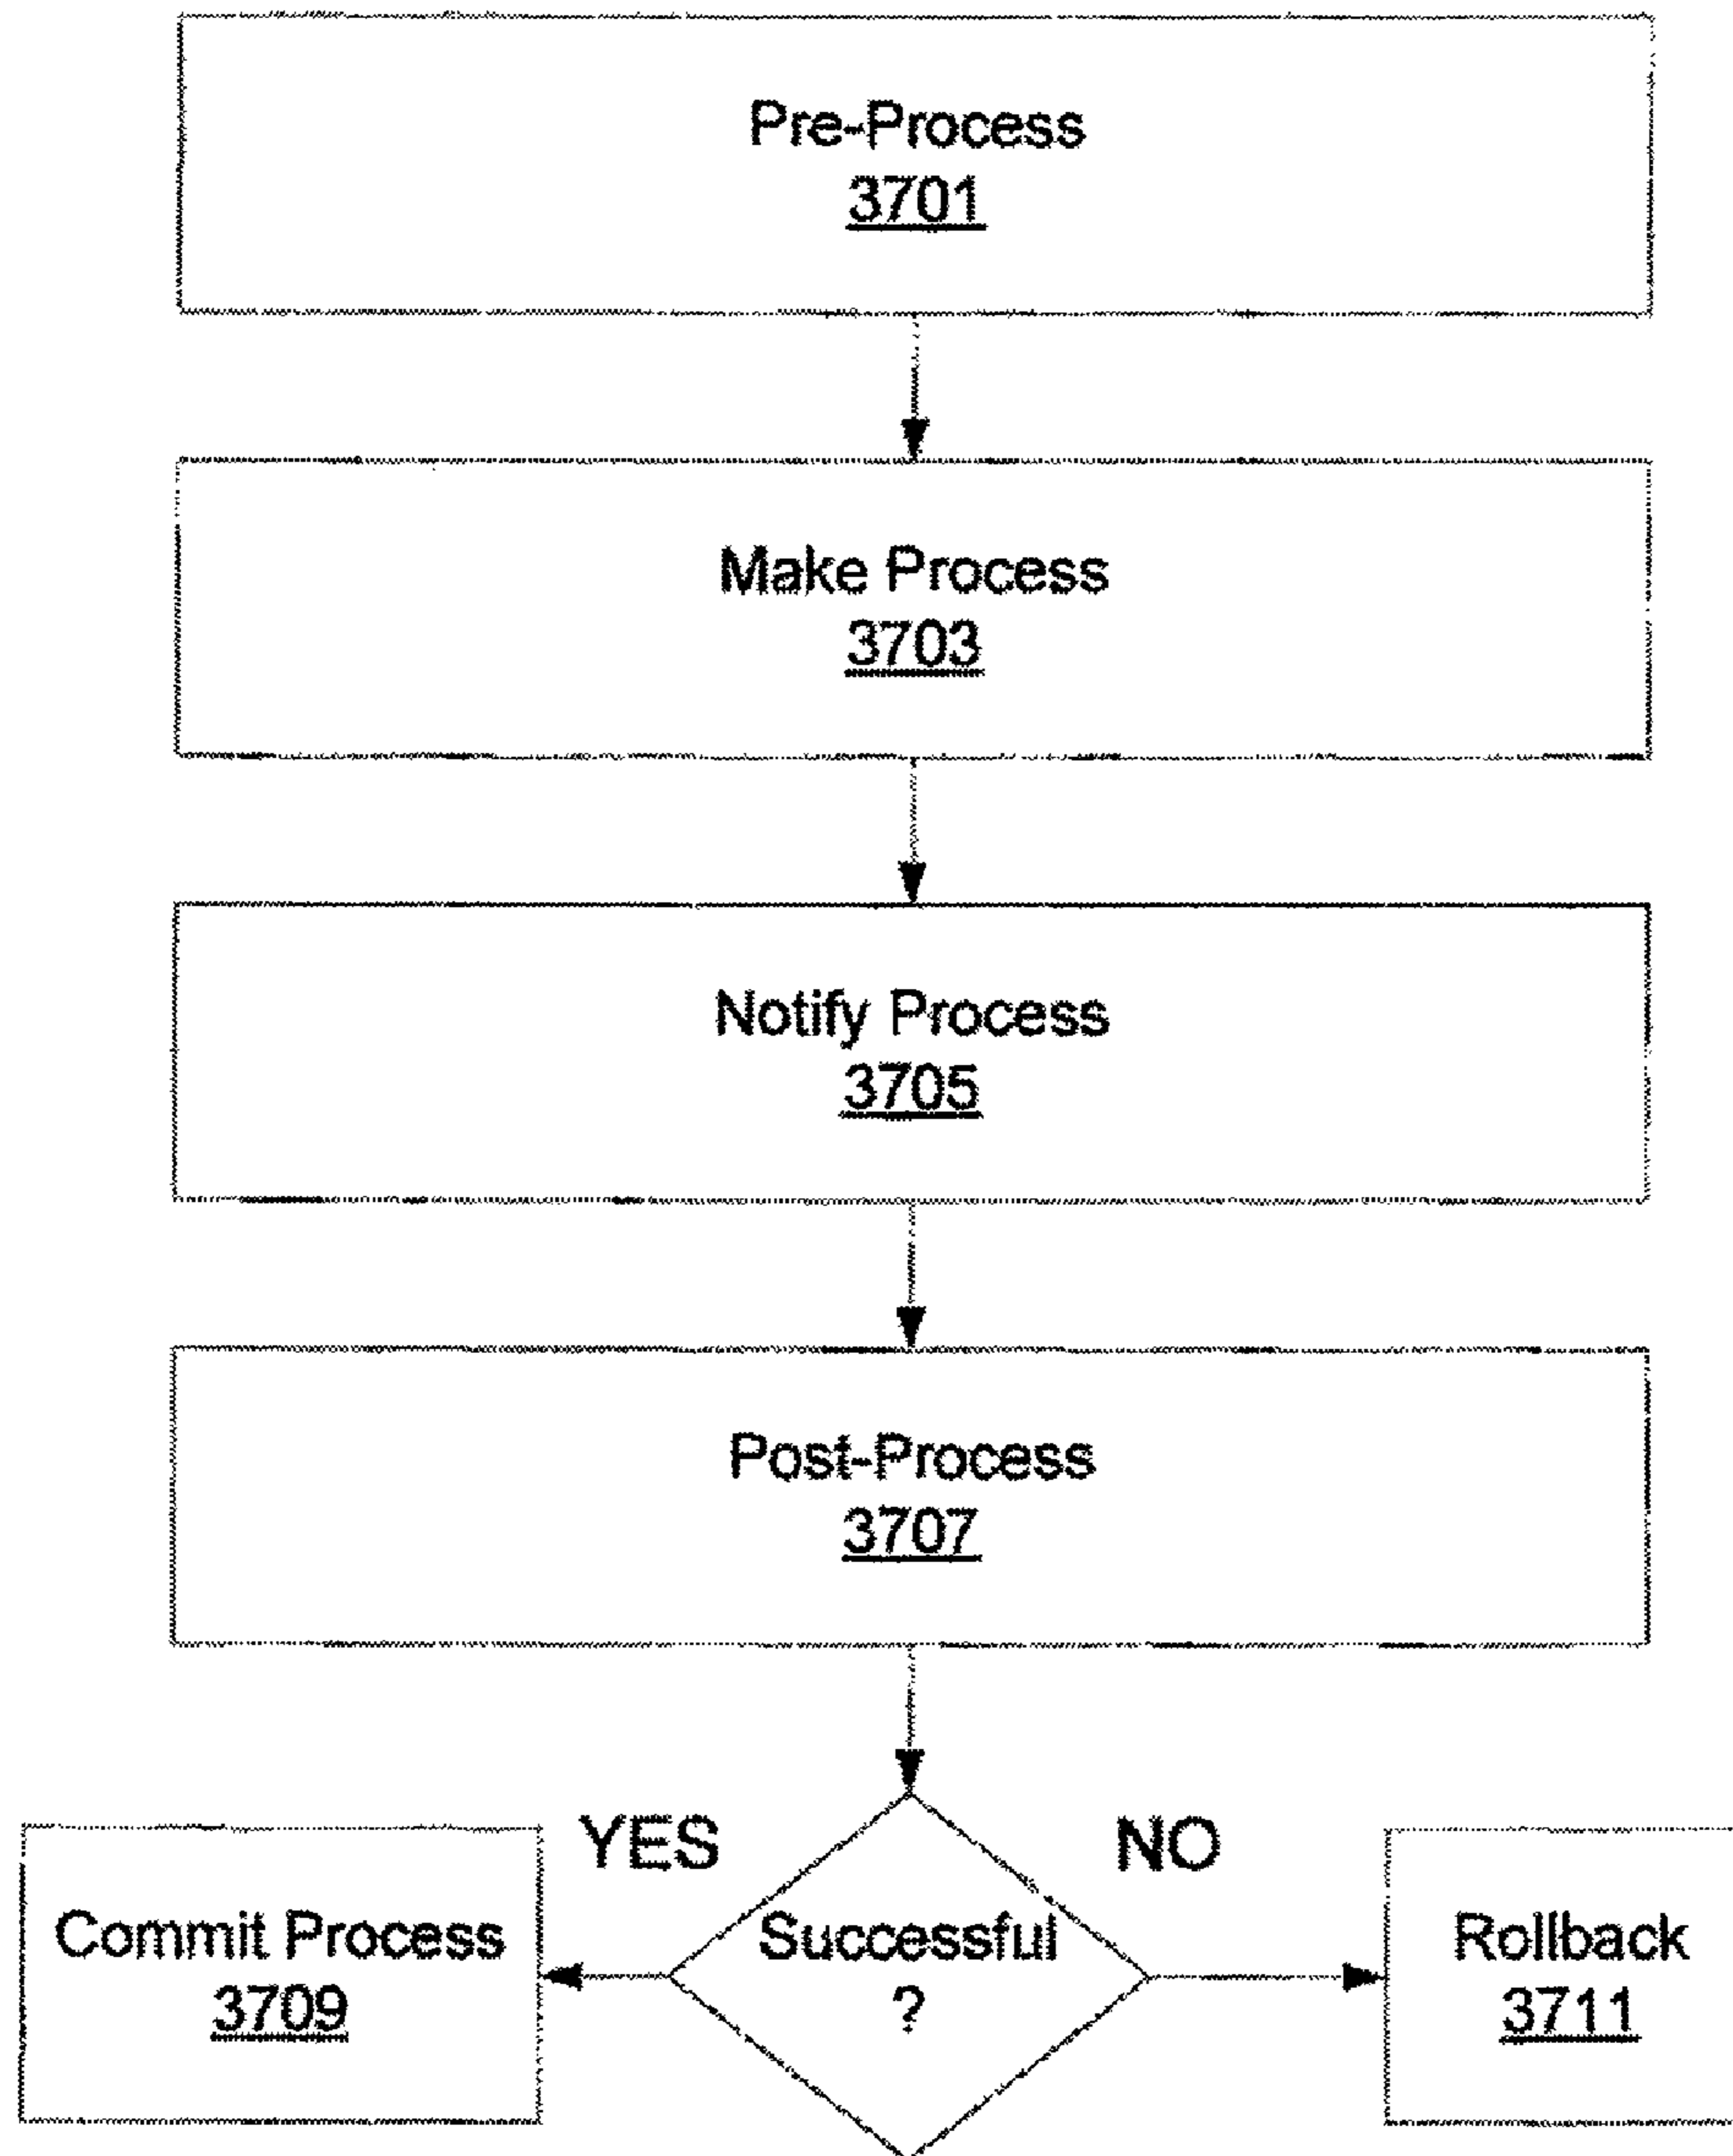 Pre-Process
3701
Make Process
3703
Notify Process
3705
Post-Process
3707
YES
NO
Commit Process
3709
Successful
?
Rollback
3711